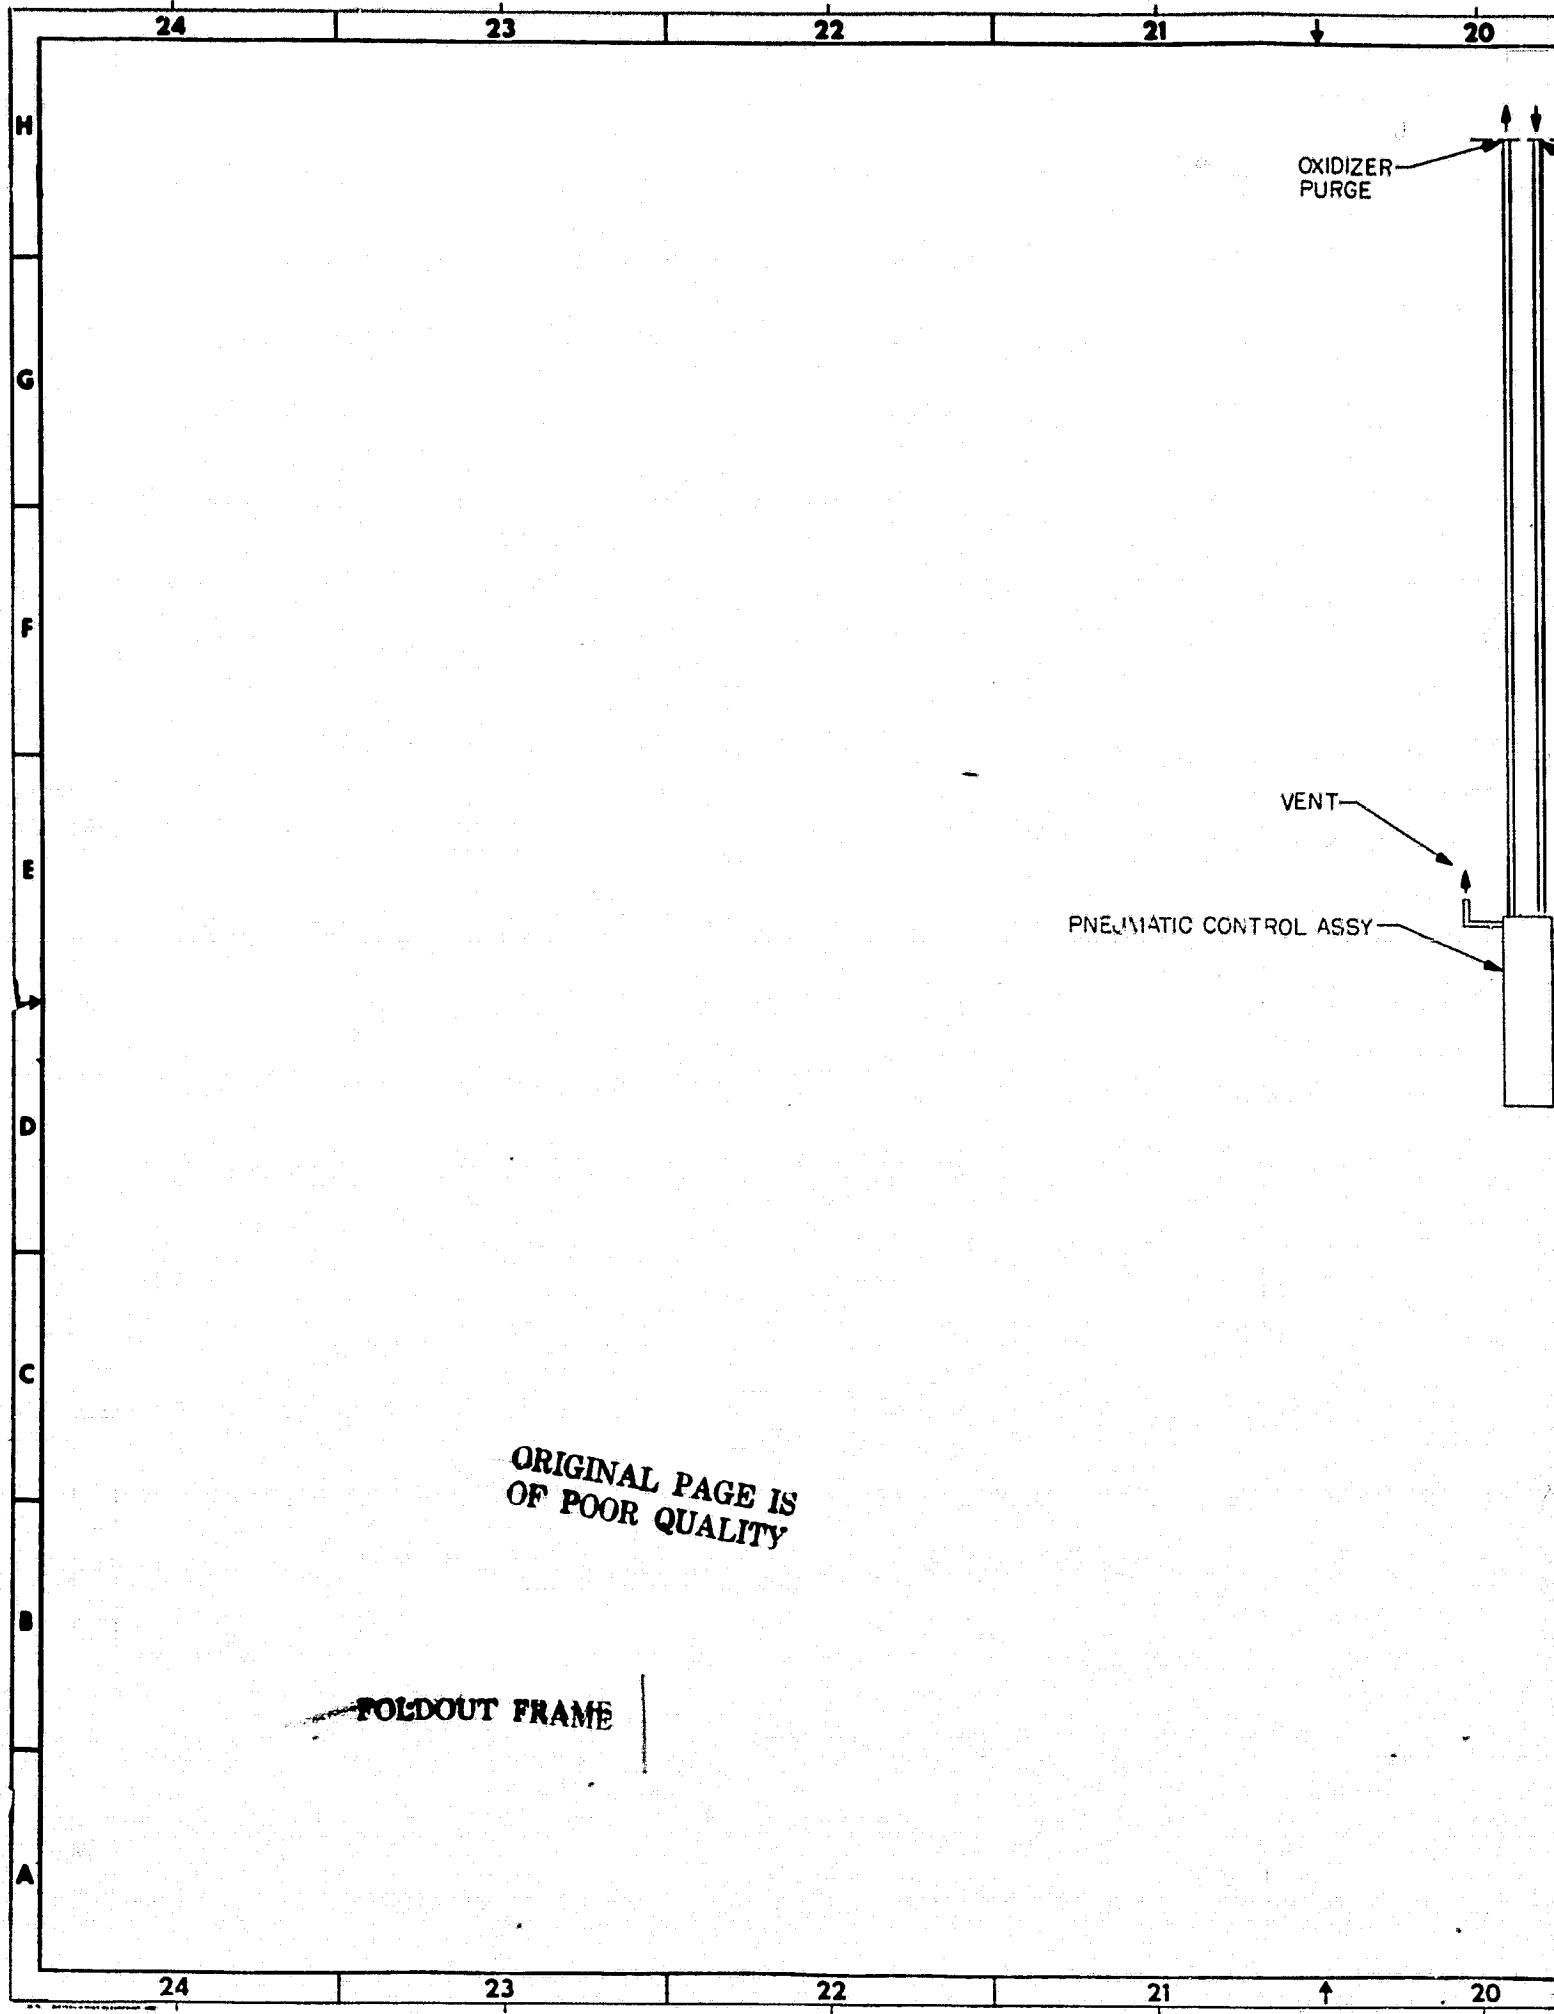 24 23 22 21 20
H
OXIDIZER
PURGE
G
F
VENT
E
PNEUMATIC CONTROL ASSY
D
C
ORIGINAL PAGE IS
OF POOR QUALITY
B
FOLDOUT FRAME
A
24 23 22 21 20